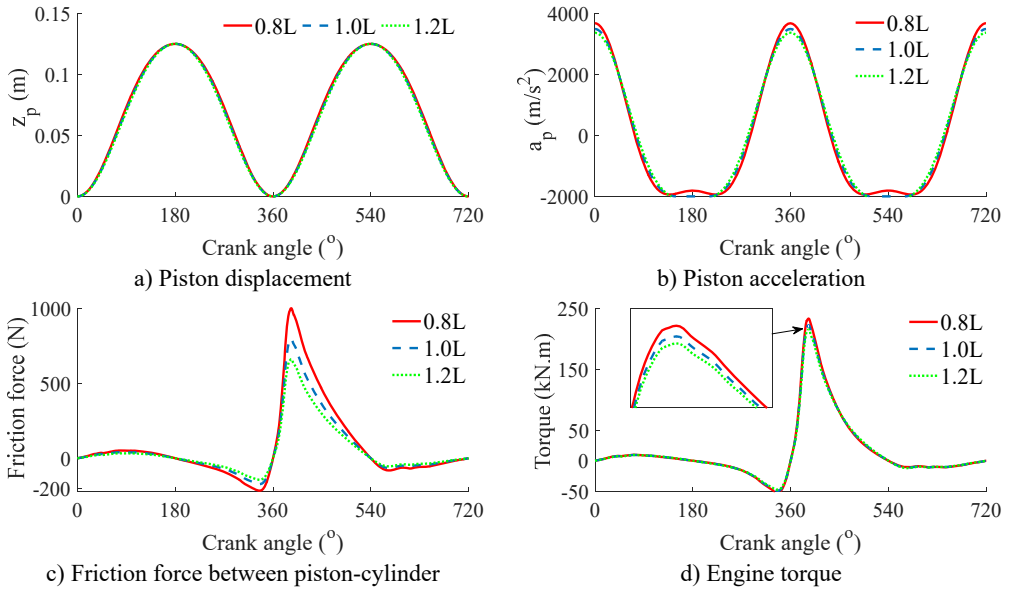 0.15
0.1
0.05
0
z_p (m)
0.8L 1.0L 1.2L
0 180 360 540 720
Crank angle (°)
a) Piston displacement
4000
2000
0
-2000
a_p (m/s²)
0.8L
1.0L
1.2L
0 180 360 540 720
Crank angle (°)
b) Piston acceleration
1000
500
0
-200
Friction force (N)
0.8L
1.0L
1.2L
0 180 360 540 720
Crank angle (°)
c) Friction force between piston-cylinder
250
150
50
0
-50
Torque (kN.m)
0.8L
1.0L
1.2L
0 180 360 540 720
Crank angle (°)
d) Engine torque